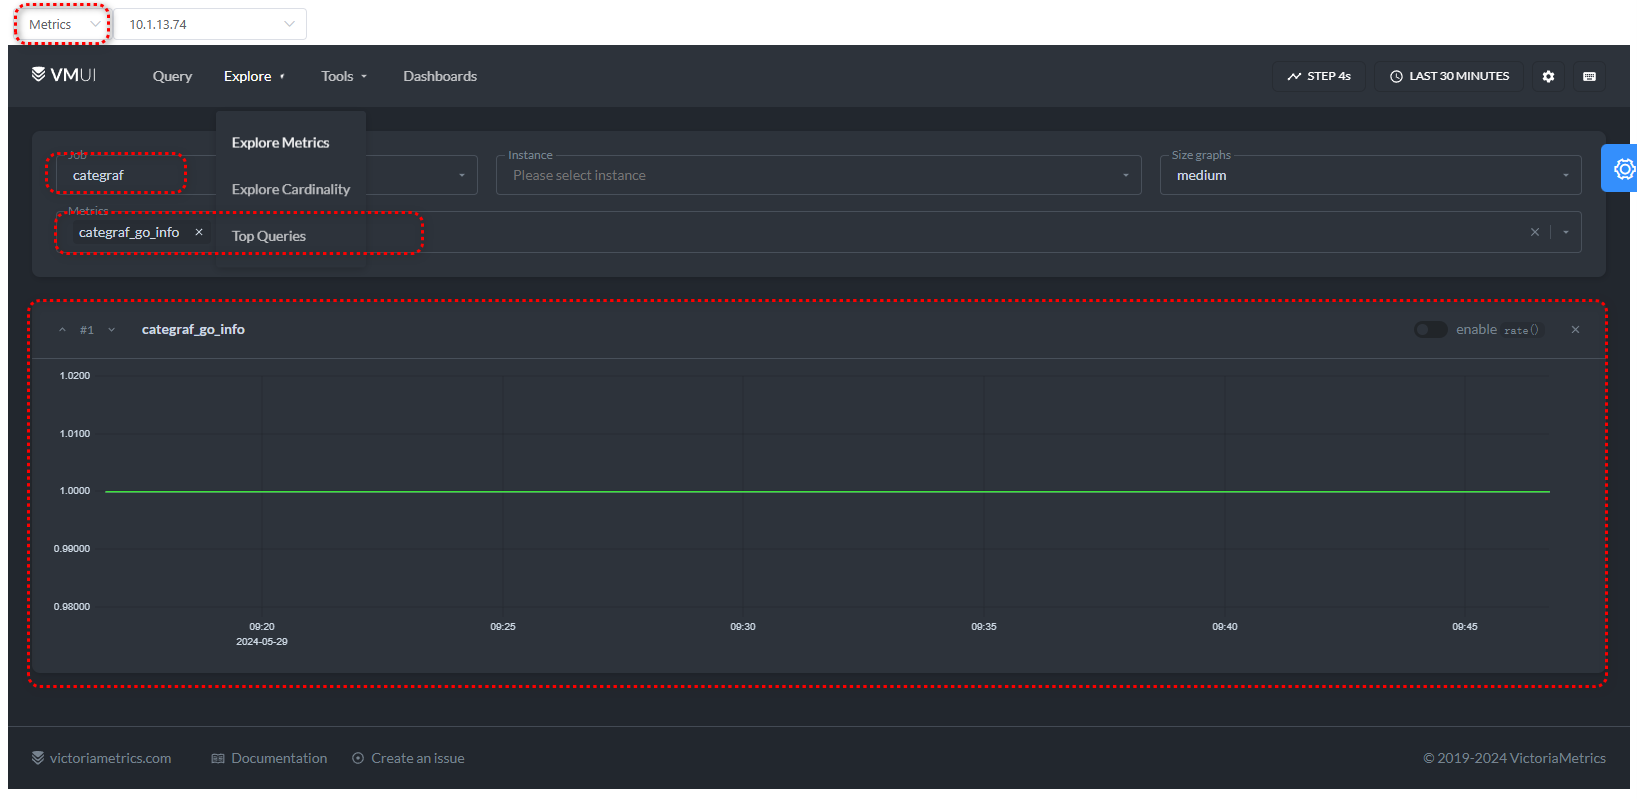 Metrics
10.1.13.74
VMUI
Query
Explore
Tools
Dashboards
STEP 4s
LAST 30 MINUTES
Explore Metrics
Explore Cardinality
Top Queries
Job
categraf
Instance
Please select instance
Size graphs
medium
Metrics
categraf_go_info
#1
categraf_go_info
enable rate()
1.0200
1.0100
1.0000
0.99000
0.98000
09:20
2024-05-29
09:25
09:30
09:35
09:40
09:45
victoriametrics.com
Documentation
Create an issue
© 2019-2024 VictoriaMetrics